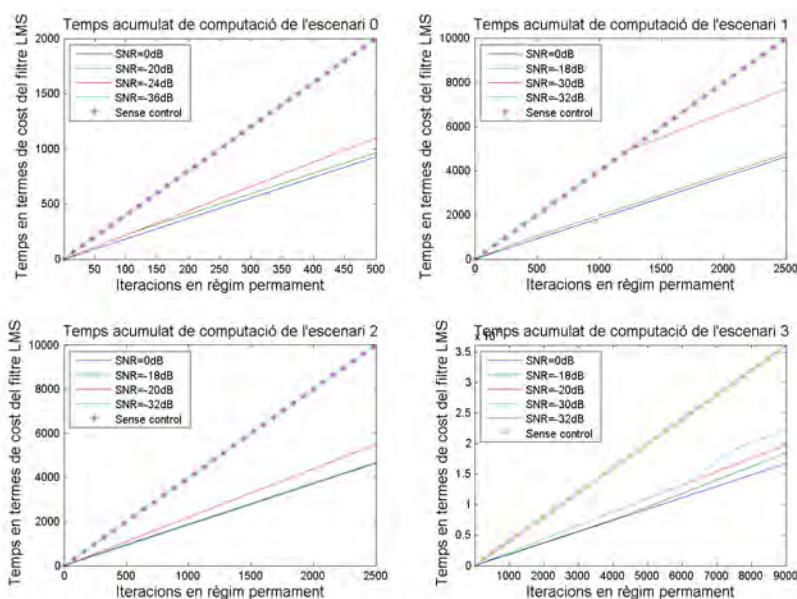 Temps acumulat de computació de l'escenari 0
Temps en termes de cost del filtre LMS
2000
1500
1000
500
0
SNR=0dB
SNR=-20dB
SNR=-24dB
SNR=-36dB
Sense control
50 100 150 200 250 300 350 400 450 500
Iteracions en règim permament
Temps acumulat de computació de l'escenari 1
Temps en termes de cost del filtre LMS
10000
8000
6000
4000
2000
0
SNR=0dB
SNR=-18dB
SNR=-30dB
SNR=-32dB
Sense control
0 500 1000 1500 2000 2500
Iteracions en règim permament
Temps acumulat de computació de l'escenari 2
Temps en termes de cost del filtre LMS
10000
8000
6000
4000
2000
0
SNR=0dB
SNR=-18dB
SNR=-20dB
SNR=-32dB
Sense control
0 500 1000 1500 2000 2500
Iteracions en règim permament
Temps acumulat de computació de l'escenari 3
x 10
Temps en termes de cost del filtre LMS
3.5
3
2.5
2
1.5
1
0.5
0
SNR=0dB
SNR=-18dB
SNR=-20dB
SNR=-30dB
SNR=-32dB
Sense control
1000 2000 3000 4000 5000 6000 7000 8000 9000
Iteracions en règim permament